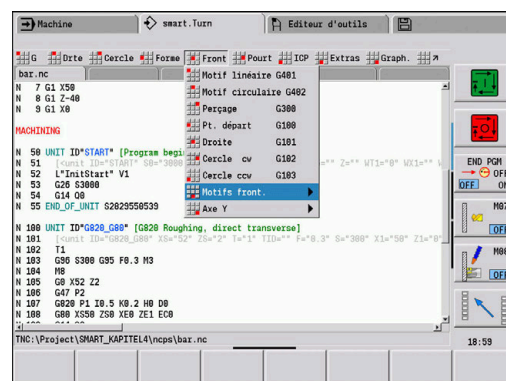 Machine smart.Turn Editeur d'outils
G Drte Cercle Forme Front Pourt ICP Extras Graph.
bar.nc
N 7 G1 X50
N 8 G1 Z-40
N 9 G1 X0
MACHINING
N 50 UNIT ID"START" [Program begi
N 51 [<unit ID="START" S0="3000 ="" Z="" WT1="0" WX1=""
N 52 L"InitStart" V1
N 53 G26 S3000
N 54 G14 Q0
N 55 END_OF_UNIT S2829550539
N 100 UNIT ID"G820_G80" [G820 Roughing, direct transverse]
N 101 [<unit ID="G820_G80" XS="52" ZS="2" T="1" TID="" F="0.3" S="300" X1="50" Z1="0"
N 102 T1
N 103 G96 S300 G95 F0.3 M3
N 104 M8
N 105 G0 X52 Z2
N 106 G47 P2
N 107 G820 P1 I0.5 K0.2 H0 D0
N 108 G80 XS50 ZS0 XE0 ZE1 EC0
Motif linéaire G401
Motif circulaire G402
Perçage G300
Pt. départ G100
Droite G101
Cercle cw G102
Cercle ccw G103
Motifs front.
Axe Y
TNC:\Project\SMART_KAPITEL4\ncps\bar.nc
END PGM
OFF
OFF ON
M07
OFF
OFF
18:59